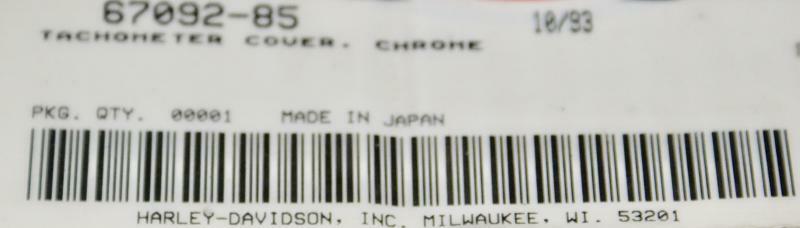 67092-85 10/93
TACHOMETER COVER. CHROME
PKG. QTY. 00001 MADE IN JAPAN
HARLEY-DAVIDSON, INC. MILWAUKEE, WI. 53201